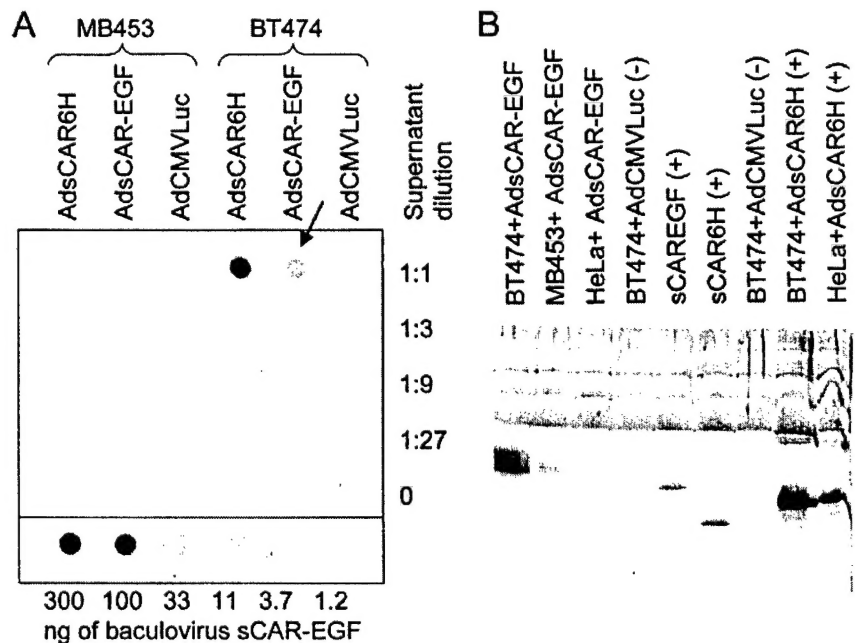 A
MB453
BT474
AdsCAR6H
AdsCAR-EGF
AdCMVLuc
AdsCAR6H
AdsCAR-EGF
AdCMVLuc
Supernatant
dilution
1:1
1:3
1:9
1:27
0
300 100 33 11 3.7 1.2
ng of baculovirus sCAR-EGF
B
BT474+AdsCAR-EGF
MB453+ AdsCAR-EGF
HeLa+ AdsCAR-EGF
BT474+AdCMVLuc (-)
sCAREGF (+)
sCAR6H (+)
BT474+AdCMVLuc (-)
BT474+AdsCAR6H (+)
HeLa+AdsCAR6H (+)